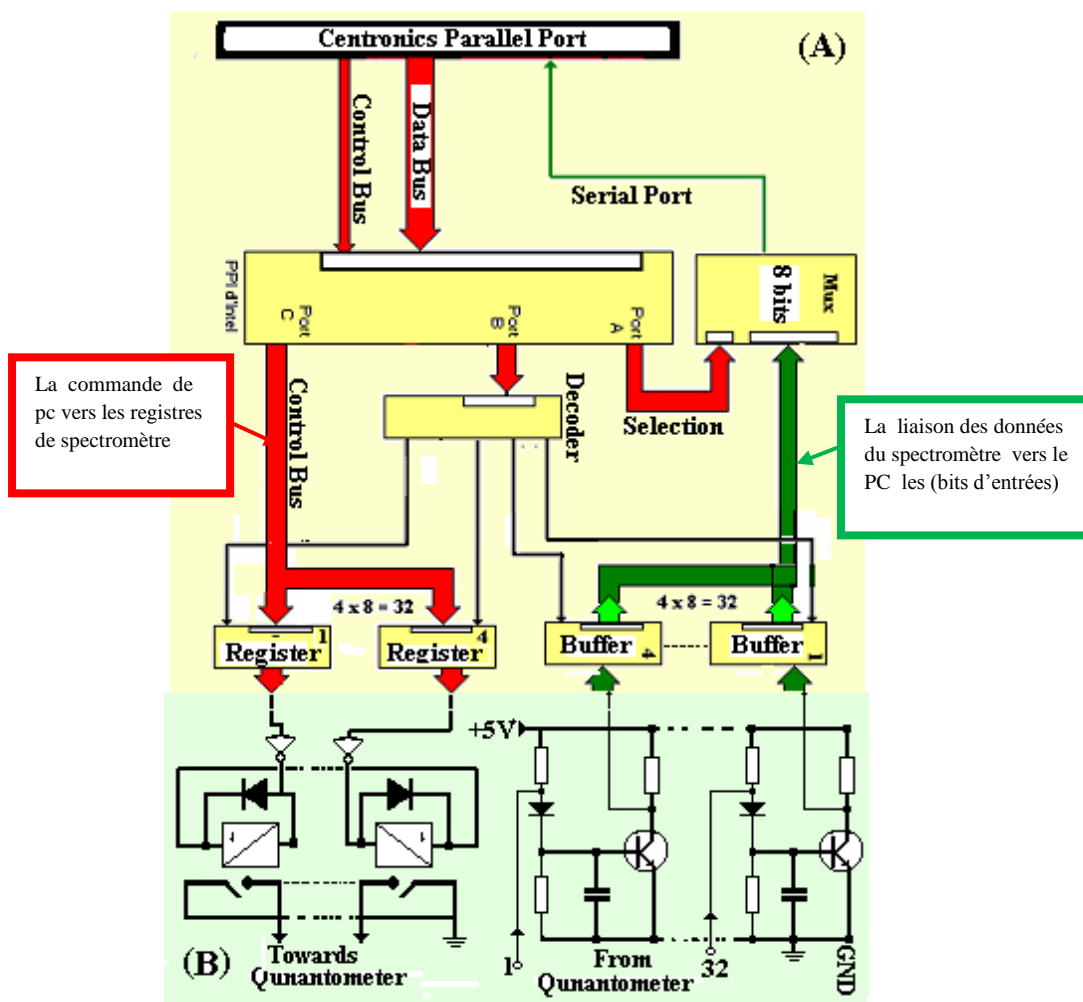 Centronics Parallel Port
(A)
Control Bus
Data Bus
Serial Port
PPI d'Intel
Port
C
Port
B
Port
A
Mux
8 bits
La commande de
pc vers les registres
de spectromètre
Control Bus
Decoder
Selection
La liaison des données
du spectromètre vers le
PC les (bits d'entrées)
4 x 8 = 32
4 x 8 = 32
Register
1
Register
4
Buffer
4
Buffer
1
+5V
(B)
Towards
Qunantometer
1
From
Qunantometer
32
GND